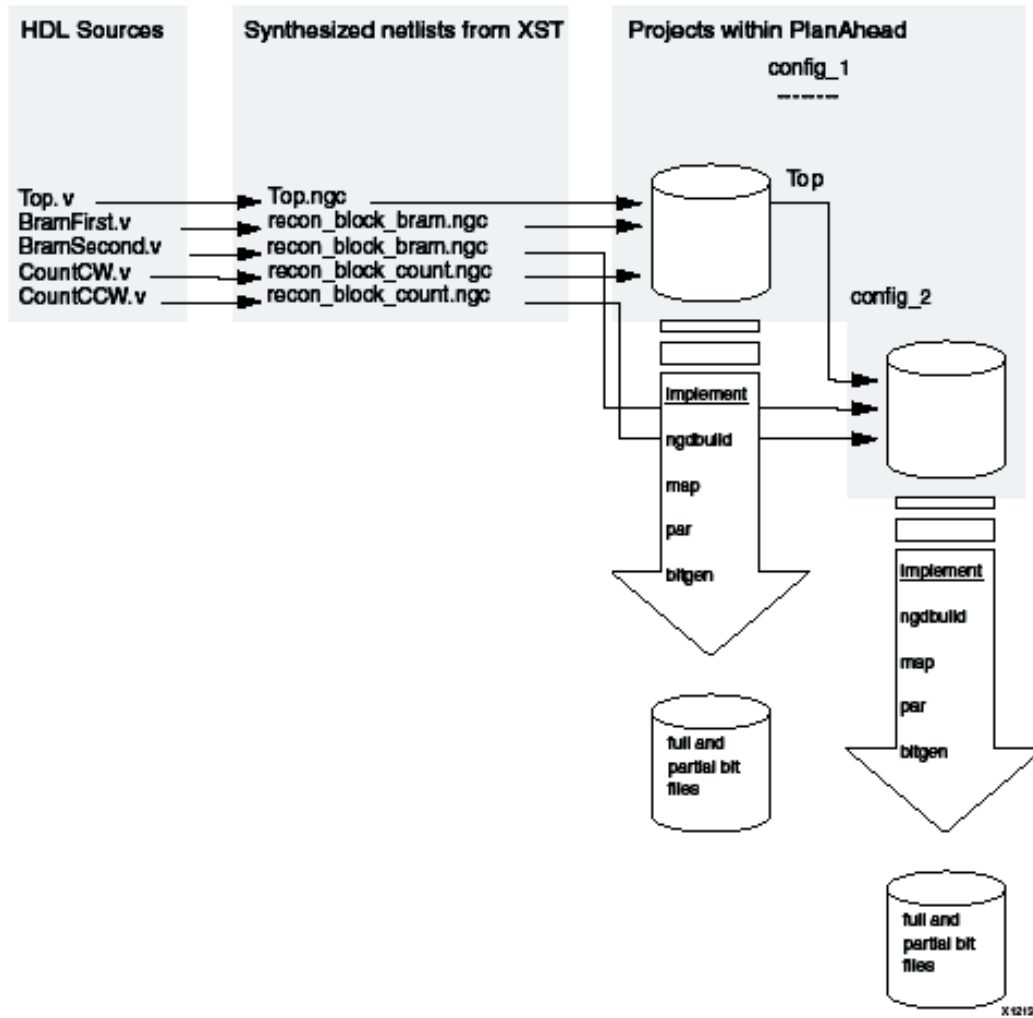 HDL Sources
Synthesized netlists from XST
Projects within PlanAhead
config_1
--------
Top.v
BramFirst.v
BramSecond.v
CountCW.v
CountCCW.v
Top.ngc
recon_block_bram.ngc
recon_block_bram.ngc
recon_block_count.ngc
recon_block_count.ngc
Top
config_2
Implement
ngdbuild
map
par
bitgen
Implement
ngdbuild
map
par
bitgen
full and
partial bit
files
full and
partial bit
files